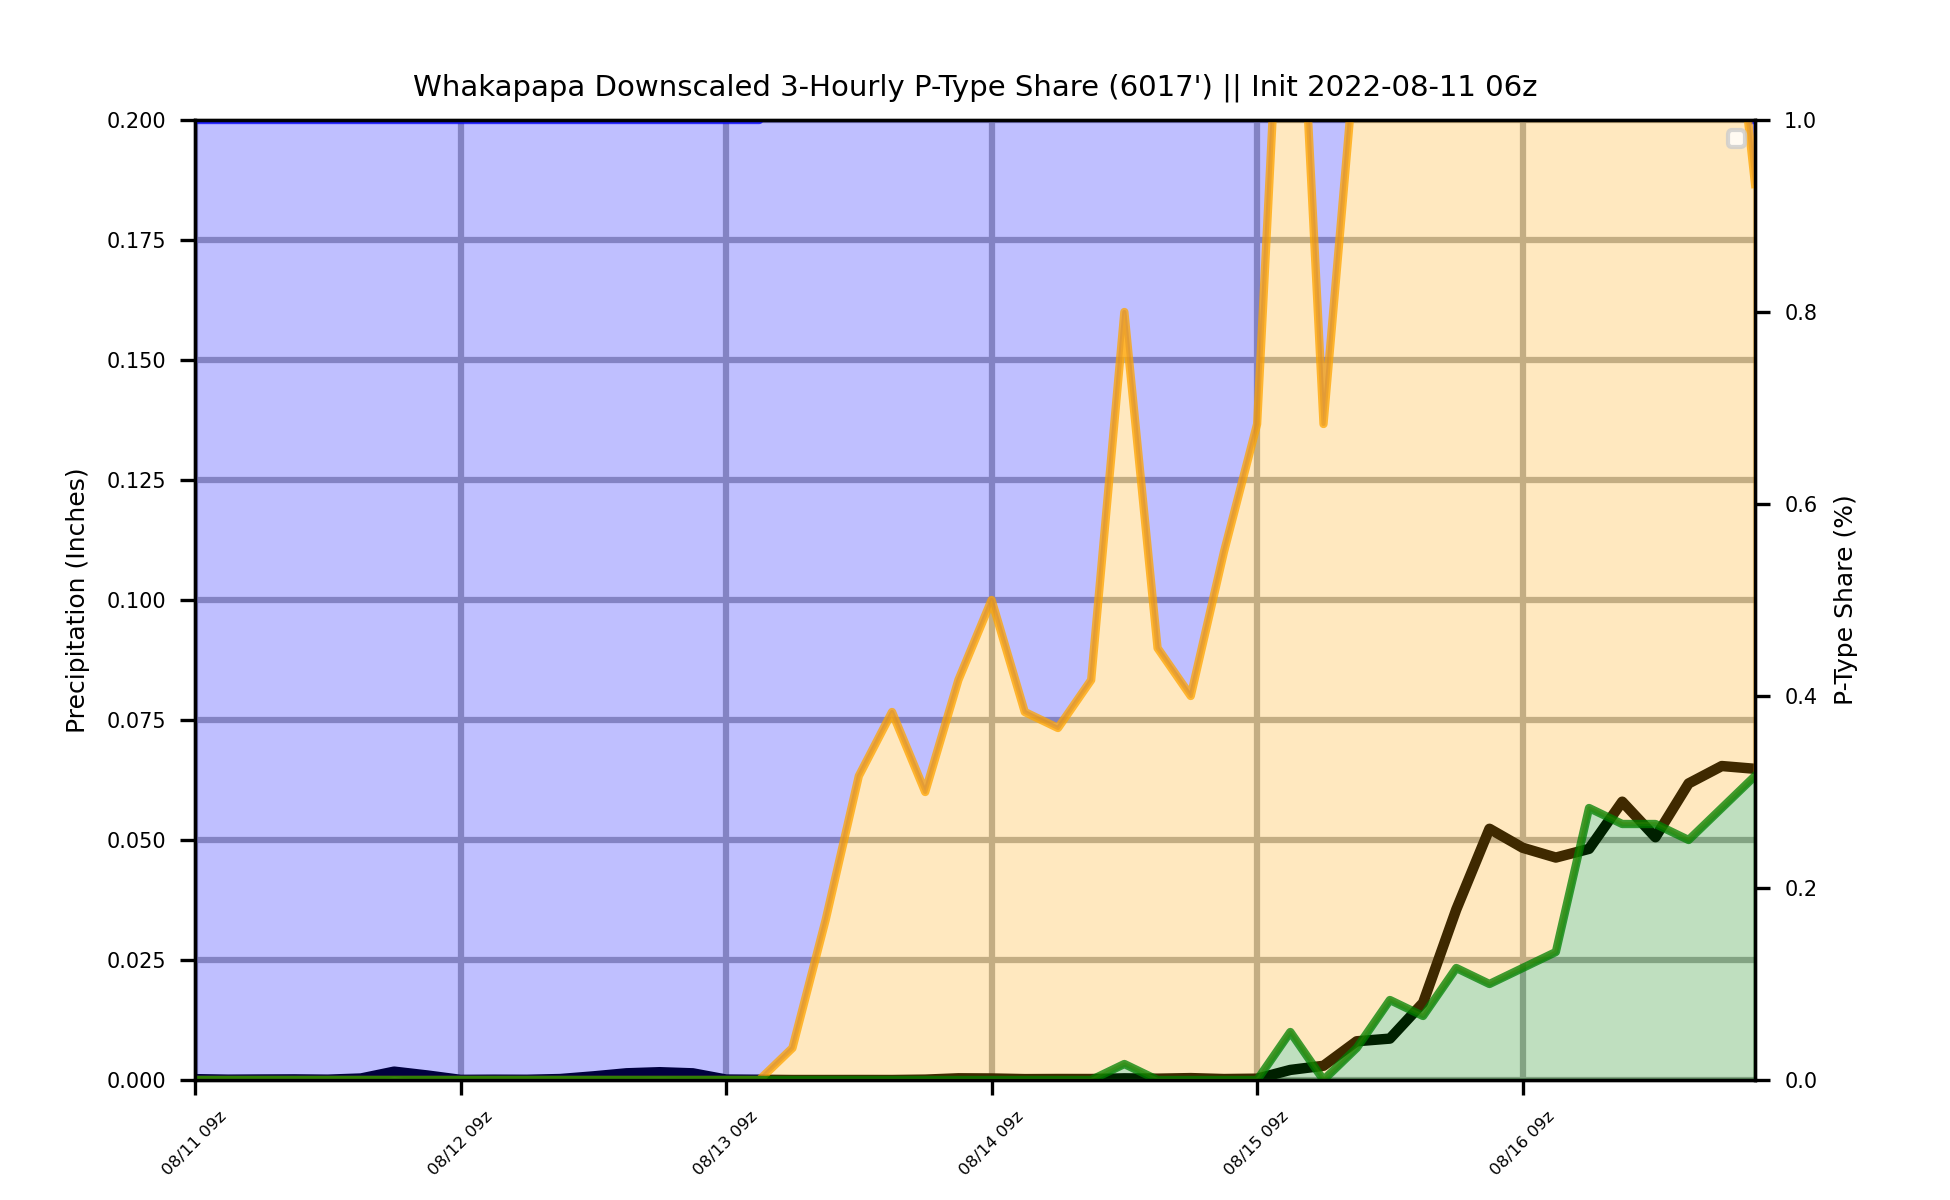 Whakapapa Downscaled 3-Hourly P-Type Share (6017') || Init 2022-08-11 06z
0.200
0.175
0.150
0.125
0.100
0.075
0.050
0.025
0.000
Precipitation (Inches)
1.0
0.8
0.6
0.4
0.2
0.0
P-Type Share (%)
08/11 09z
08/12 09z
08/13 09z
08/14 09z
08/15 09z
08/16 09z